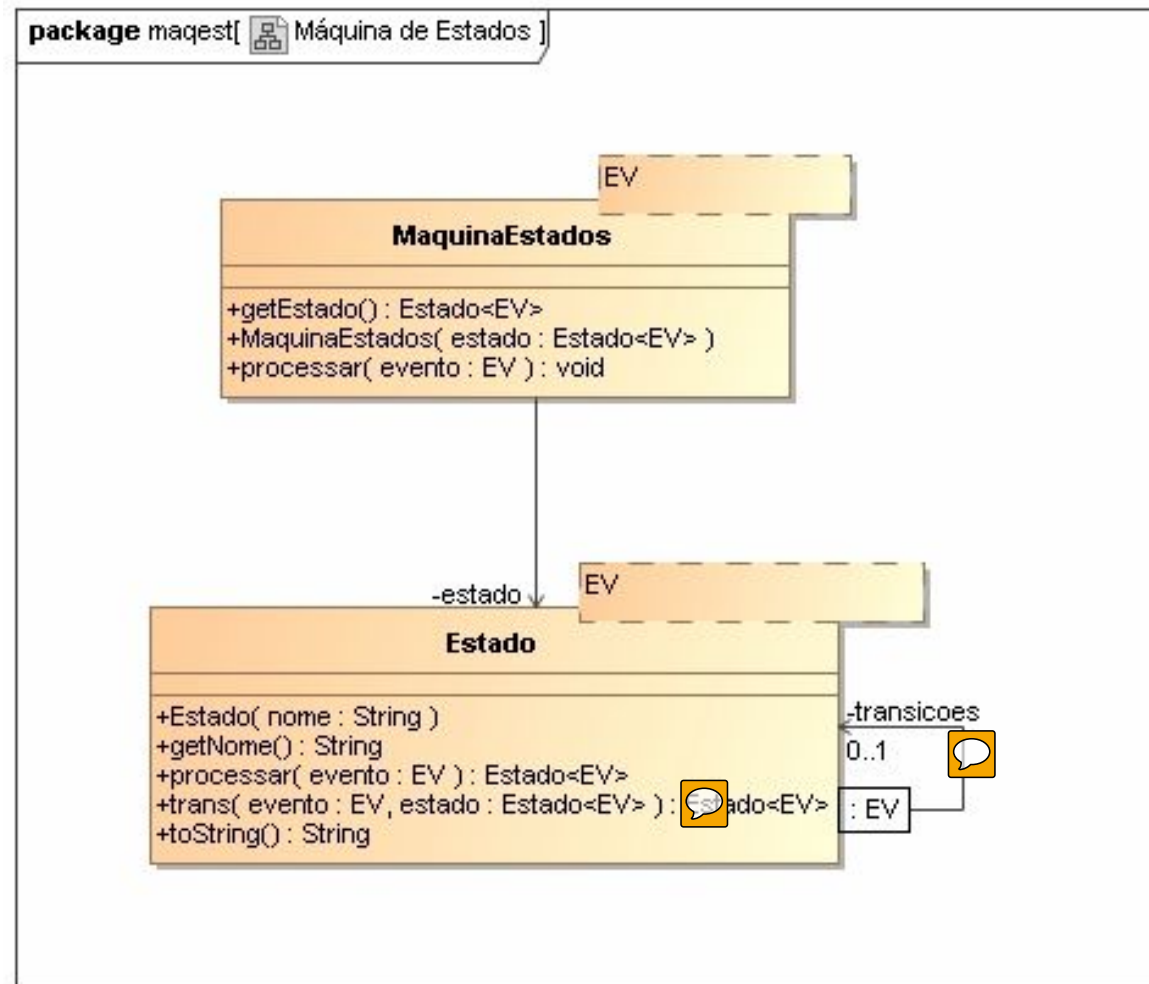 package maqest[ Máquina de Estados ]
EV
MaquinaEstados
+getEstado() : Estado<EV>
+MaquinaEstados( estado : Estado<EV> )
+processar( evento : EV ) : void
-estado
EV
Estado
+Estado( nome : String )
+getNome() : String
+processar( evento : EV ) : Estado<EV>
+trans( evento : EV, estado : Estado<EV> ) : Estado<EV>
+toString() : String
-transicoes
0..1
: EV